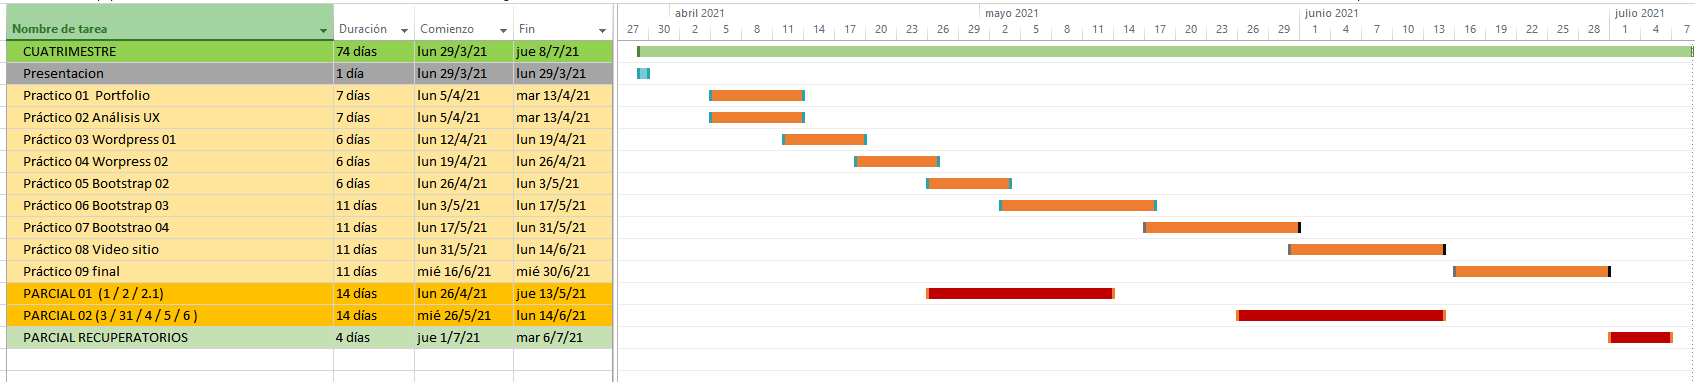 abril 2021 mayo 2021 junio 2021 julio 2021
Nombre de tarea Duración Comienzo Fin 27 30 2 5 8 11 14 17 20 23 26 29 2 5 8 11 14 17 20 23 26 29 1 4 7 10 13 16 19 22 25 28 1 4 7
CUATRIMESTRE 74 días lun 29/3/21 jue 8/7/21
Presentacion 1 día lun 29/3/21 lun 29/3/21
Practico 01 Portfolio 7 días lun 5/4/21 mar 13/4/21
Práctico 02 Análisis UX 7 días lun 5/4/21 mar 13/4/21
Práctico 03 Wordpress 01 6 días lun 12/4/21 lun 19/4/21
Práctico 04 Worpress 02 6 días lun 19/4/21 lun 26/4/21
Práctico 05 Bootstrap 02 6 días lun 26/4/21 lun 3/5/21
Práctico 06 Bootstrap 03 11 días lun 3/5/21 lun 17/5/21
Práctico 07 Bootstrao 04 11 días lun 17/5/21 lun 31/5/21
Práctico 08 Video sitio 11 días lun 31/5/21 lun 14/6/21
Práctico 09 final 11 días mié 16/6/21 mié 30/6/21
PARCIAL 01 (1 / 2 / 2.1) 14 días lun 26/4/21 jue 13/5/21
PARCIAL 02 (3 / 31 / 4 / 5 / 6 ) 14 días mié 26/5/21 lun 14/6/21
PARCIAL RECUPERATORIOS 4 días jue 1/7/21 mar 6/7/21